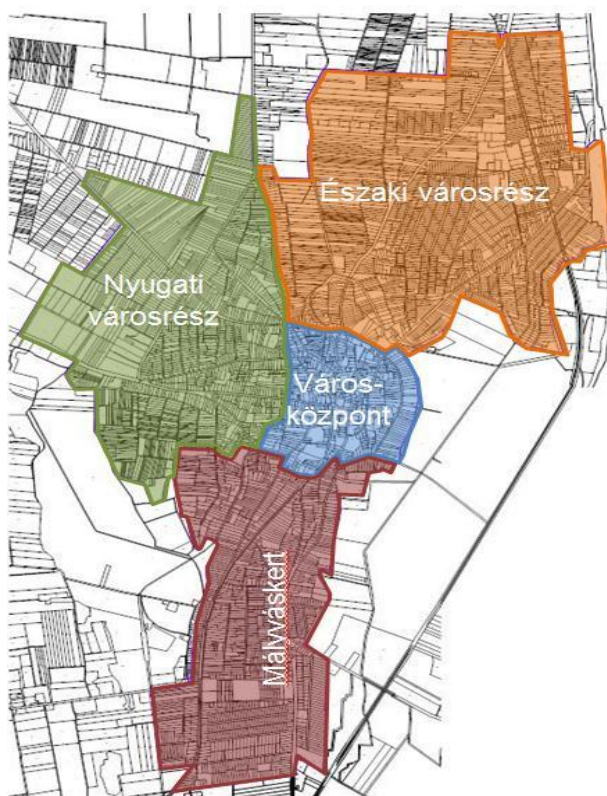 Északi városrész
Nyugati
városrész
Város-
központ
Mályváskert